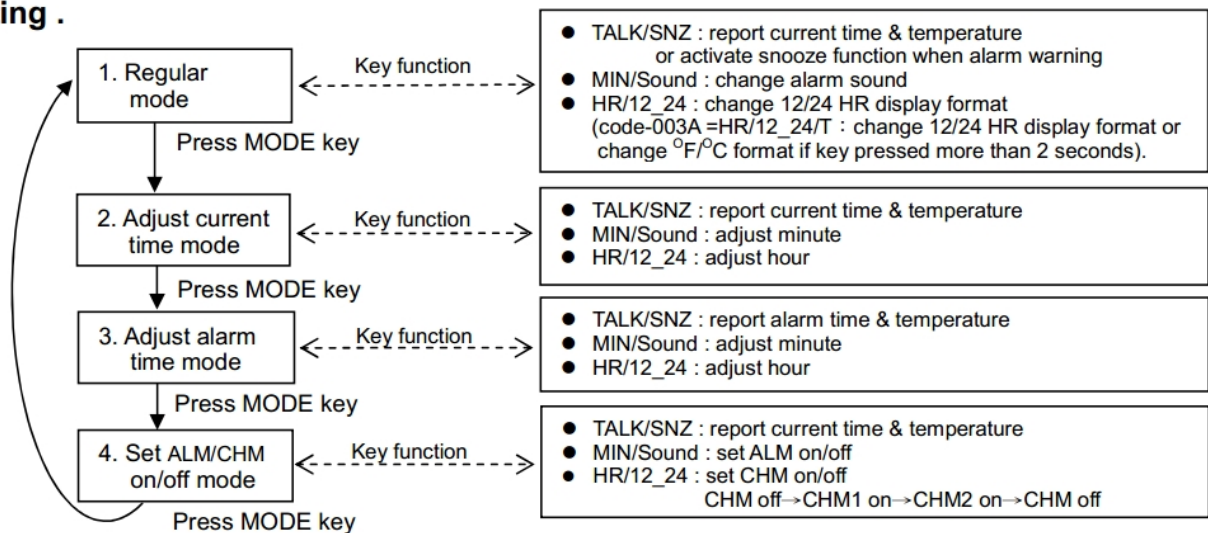 ing .
1. Regular
mode
Key function
● TALK/SNZ : report current time & temperature
or activate snooze function when alarm warning
● MIN/Sound : change alarm sound
● HR/12_24 : change 12/24 HR display format
(code-003A =HR/12_24/T : change 12/24 HR display format or
change ᴼF/ᴼC format if key pressed more than 2 seconds).
Press MODE key
2. Adjust current
time mode
Key function
● TALK/SNZ : report current time & temperature
● MIN/Sound : adjust minute
● HR/12_24 : adjust hour
Press MODE key
3. Adjust alarm
time mode
Key function
● TALK/SNZ : report alarm time & temperature
● MIN/Sound : adjust minute
● HR/12_24 : adjust hour
Press MODE key
4. Set ALM/CHM
on/off mode
Key function
● TALK/SNZ : report current time & temperature
● MIN/Sound : set ALM on/off
● HR/12_24 : set CHM on/off
CHM off→CHM1 on→CHM2 on→CHM off
Press MODE key